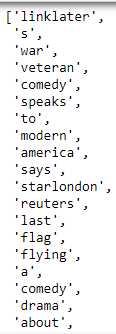 ['linklater',
's',
'war',
'veteran',
'comedy',
'speaks',
'to',
'modern',
'america',
'says',
'starlondon',
'reuters',
'last',
'flag',
'flying',
'a',
'comedy',
'drama',
'about',